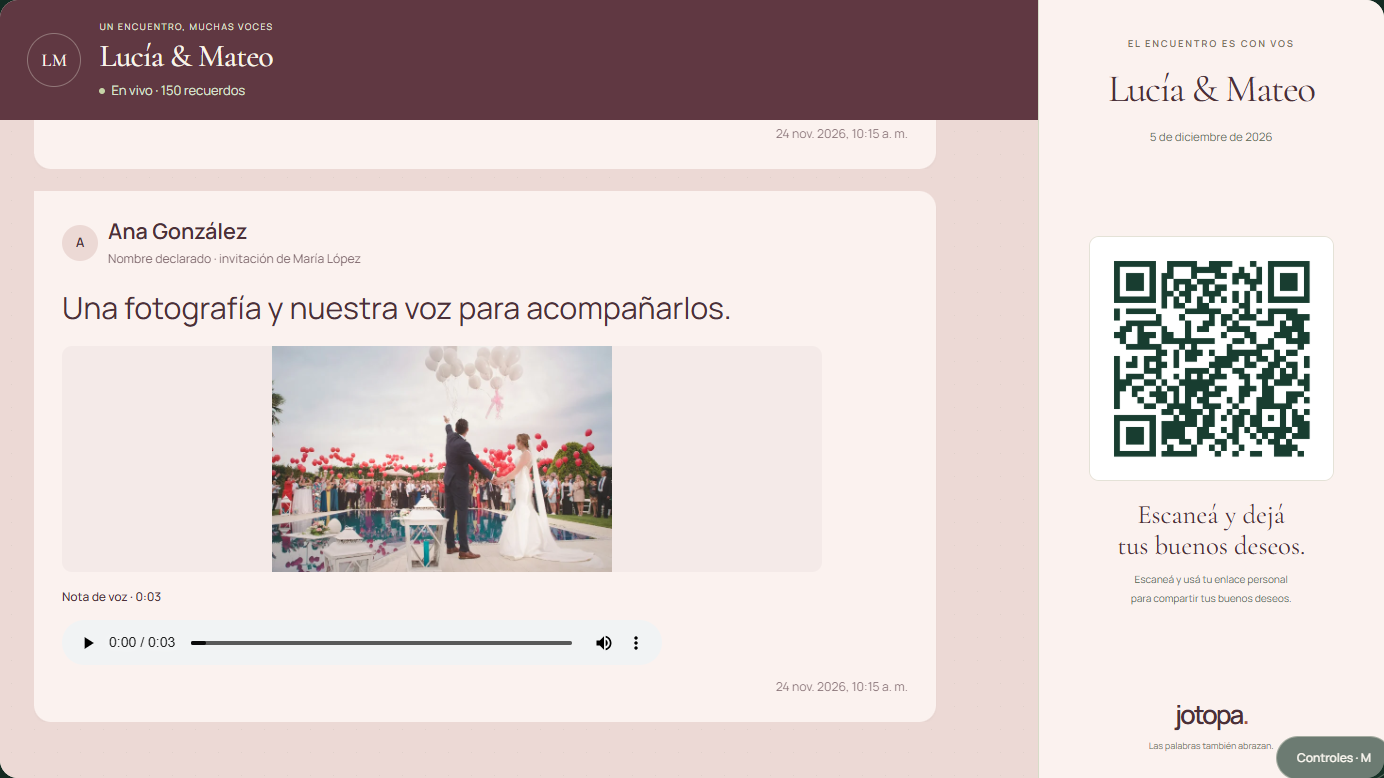 LM
UN ENCUENTRO, MUCHAS VOCES
Lucía & Mateo
En vivo · 150 recuerdos
24 nov. 2026, 10:15 a. m.
A
Ana González
Nombre declarado · invitación de María López
Una fotografía y nuestra voz para acompañarlos.
Nota de voz · 0:03
0:00 / 0:03
24 nov. 2026, 10:15 a. m.
EL ENCUENTRO ES CON VOS
Lucía & Mateo
5 de diciembre de 2026
Escaneá y dejá
tus buenos deseos.
Escaneá y usá tu enlace personal
para compartir tus buenos deseos.
jotopa.
Las palabras también abrazan.
Controles · M